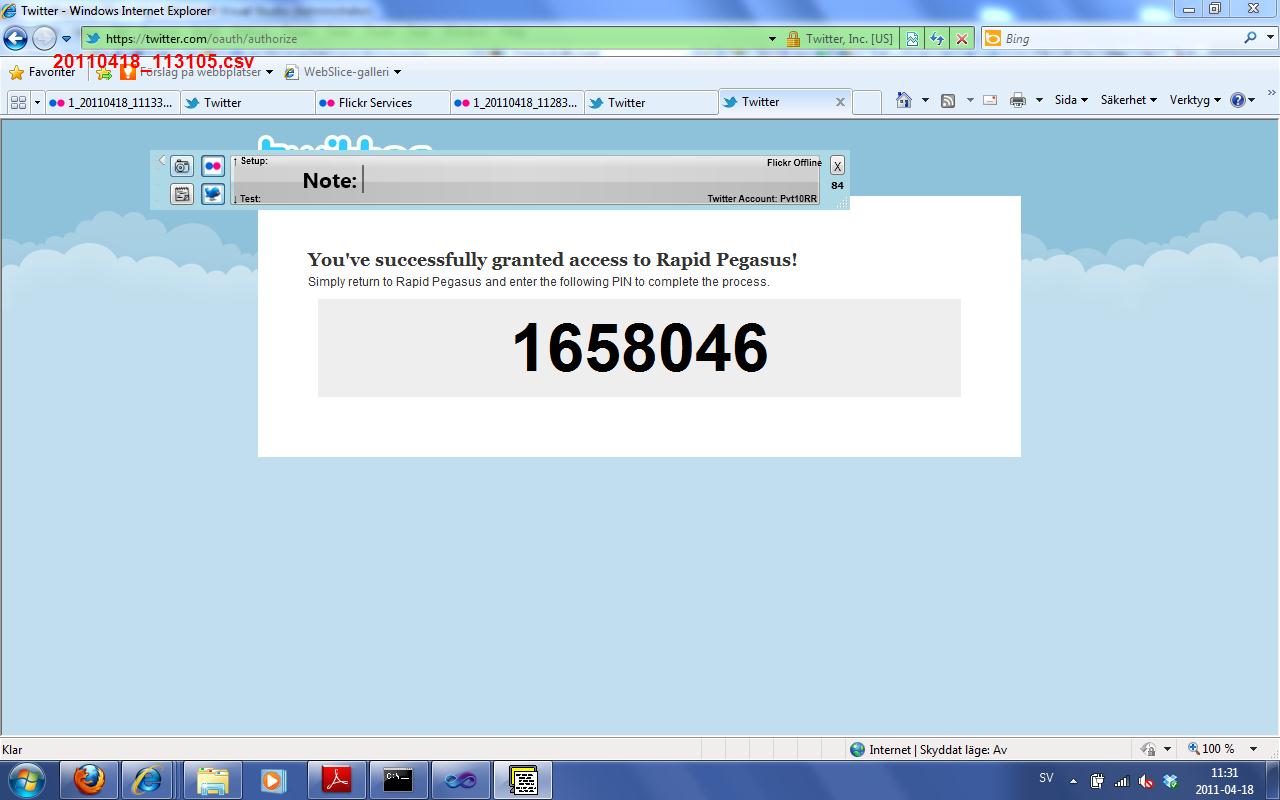 Twitter - Windows Internet Explorer
https://twitter.com/oauth/authorize
Twitter, Inc. [US]
Bing
20110418_113105.csv
Favoriter
Förslag på webbplatser
WebSlice-galleri
1_20110418_11133...
Twitter
Flickr Services
1_20110418_11283...
Twitter
Twitter
Sida
Säkerhet
Verktyg
↑ Setup:
Flickr Offline
X
Note:
84
↓ Test:
Twitter Account: Pvt10RR
You've successfully granted access to Rapid Pegasus!
Simply return to Rapid Pegasus and enter the following PIN to complete the process.
1658046
Klar
Internet | Skyddat läge: Av
100 %
C:\
SV
11:31
2011-04-18